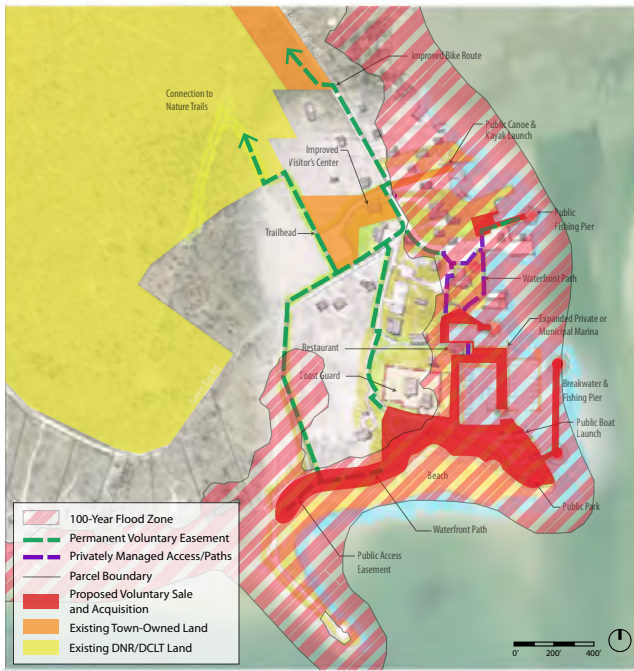 Improved Bike Route
Connection to
Nature Trails
Public Canoe &
Kayak Launch
Improved
Visitor's Center
Public
Fishing Pier
Trailhead
Waterfront Path
Expanded Private or
Municipal Marina
Restaurant
Coast Guard
Breakwater &
Fishing Pier
Public Boat
Launch
Beach
Public Park
Waterfront Path
Public Access
Easement
100-Year Flood Zone
Permanent Voluntary Easement
Privately Managed Access/Paths
Parcel Boundary
Proposed Voluntary Sale
and Acquisition
Existing Town-Owned Land
Existing DNR/DCLT Land
0' 200' 400'